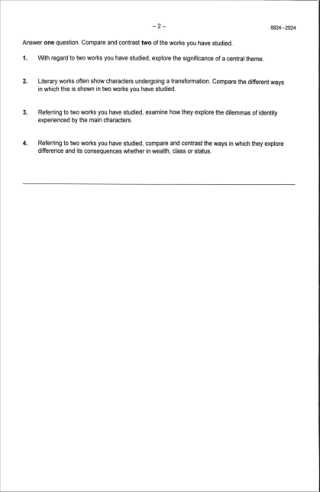 – 2 –
8824–2924
Answer one question. Compare and contrast two of the works you have studied.
1. With regard to two works you have studied, explore the significance of a central theme.
2. Literary works often show characters undergoing a transformation. Compare the different ways
in which this is shown in two works you have studied.
3. Referring to two works you have studied, examine how they explore the dilemmas of identity
experienced by the main characters.
4. Referring to two works you have studied, compare and contrast the ways in which they explore
difference and its consequences whether in wealth, class or status.